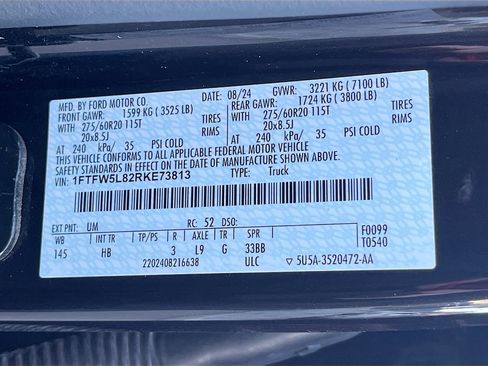 MFD. BY FORD MOTOR CO. DATE: 08/24 GVWR: 3221 KG ( 7100 LB)
FRONT GAWR: 1599 KG ( 3525 LB) REAR GAWR: 1724 KG ( 3800 LB)
WITH 275/60R20 115T TIRES WITH 275/60R20 115T TIRES
20x8.5J RIMS 20x8.5J RIMS
AT 240 kPa/ 35 PSI COLD AT 240 kPa/ 35 PSI COLD
THIS VEHICLE CONFORMS TO ALL APPLICABLE FEDERAL MOTOR VEHICLE
SAFETY STANDARDS IN EFFECT ON THE DATE OF MANUFACTURE SHOWN ABOVE.
VIN: 1FTFW5L82RKE73813 TYPE: Truck
EXT PNT: UM RC: 52 DSO:
WB INT TR TP/PS R AXLE TR SPR F0099
145 HB 3 L9 G 33BB T0540
2202408216638 ULC ▽ 5U5A-3520472-AA